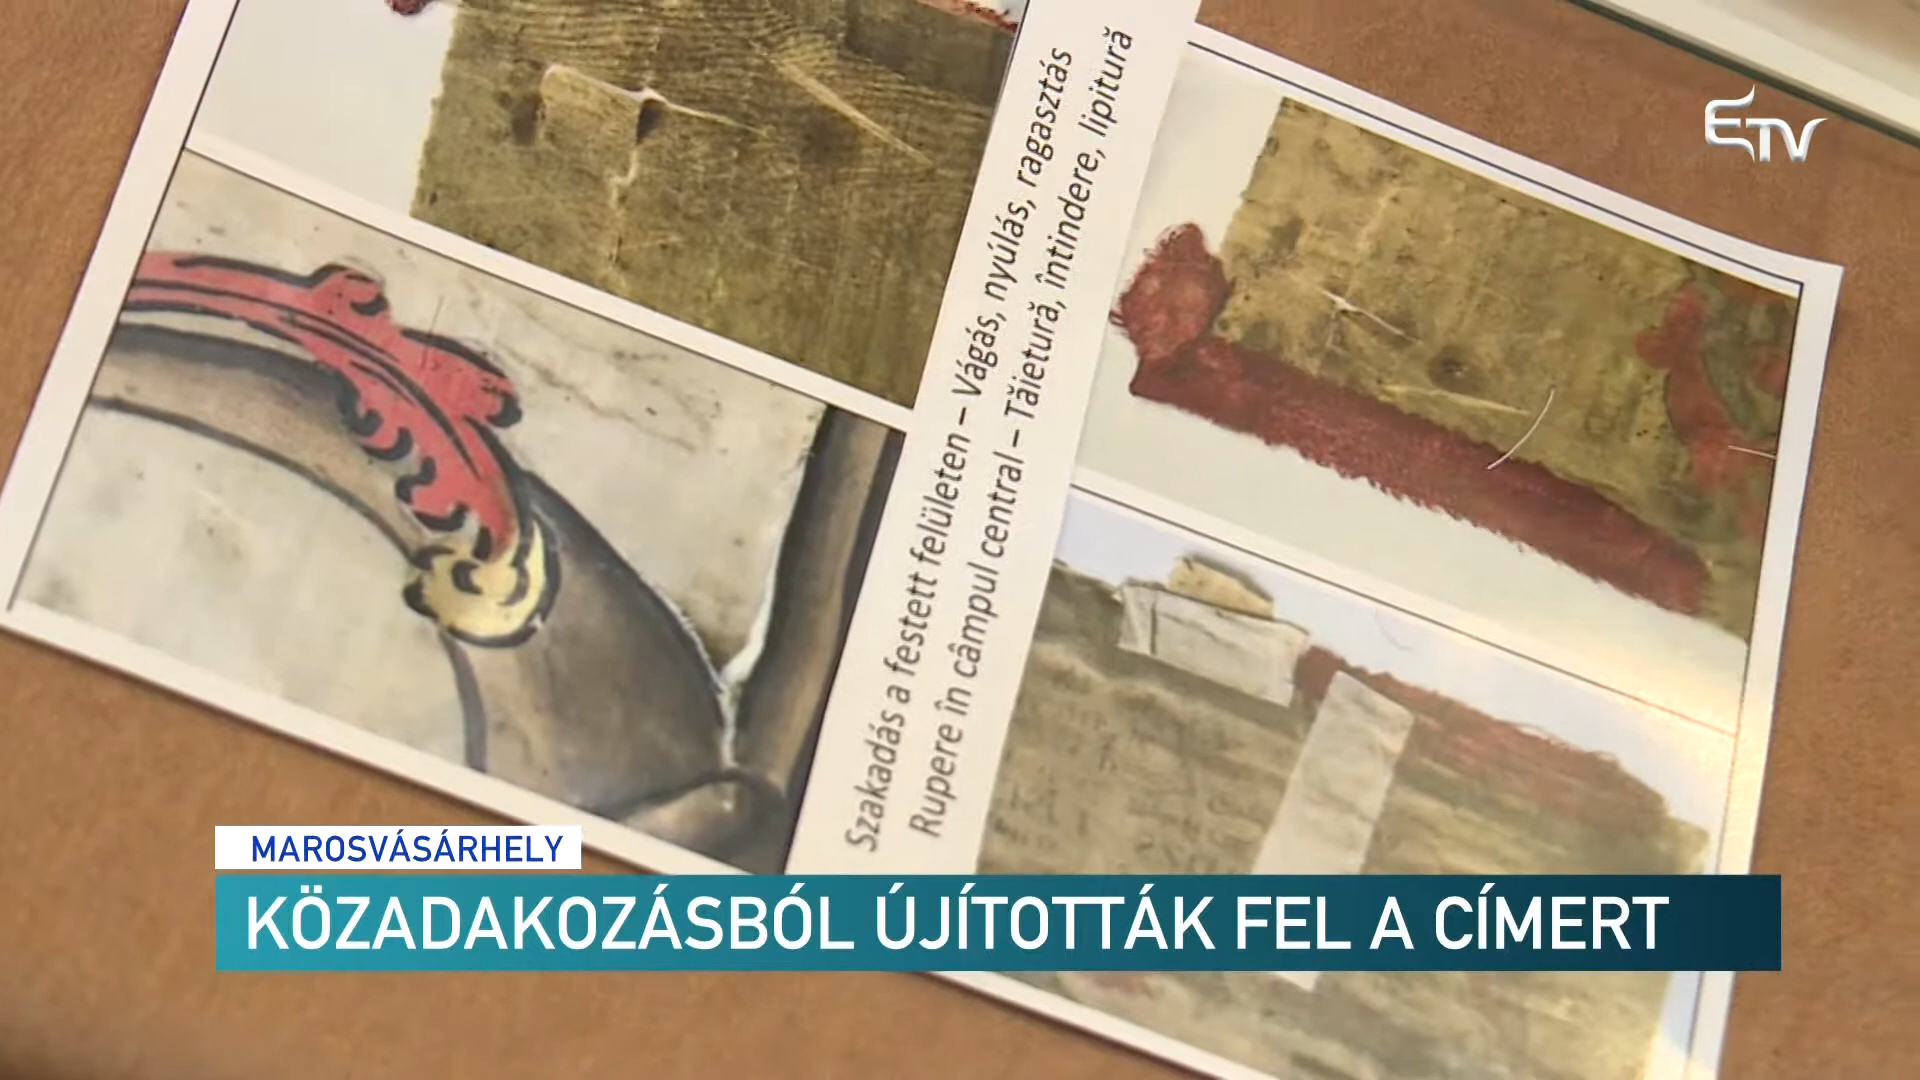 ETV
Szakadás a festett felületen – Vágás, nyúlás, ragasztás
Rupere în câmpul central – Tăietură, întindere, lipitură
MAROSVÁSÁRHELY
KÖZADAKOZÁSBÓL ÚJÍTOTTÁK FEL A CÍMERT